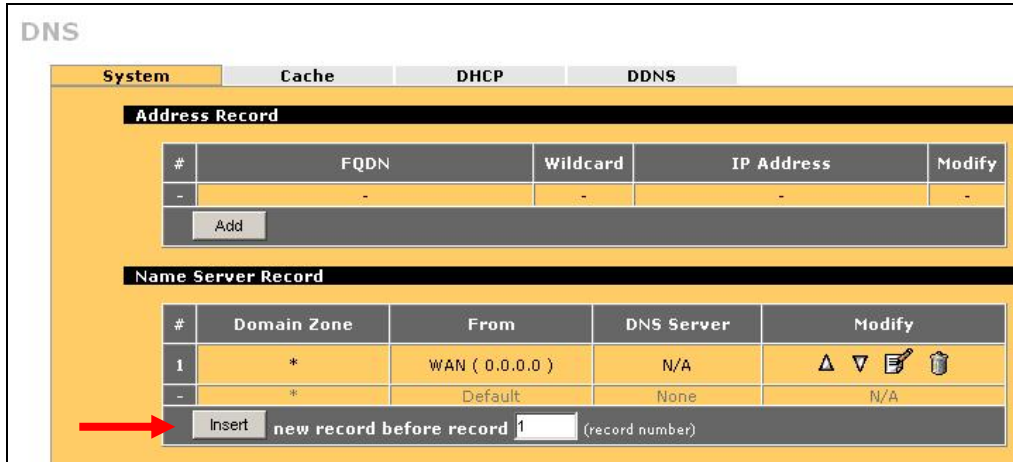 DNS
System Cache DHCP DDNS
Address Record
# FQDN Wildcard IP Address Modify
- - - - -
Add
Name Server Record
# Domain Zone From DNS Server Modify
1 * WAN ( 0.0.0.0 ) N/A
- * Default None N/A
Insert new record before record 1 (record number)